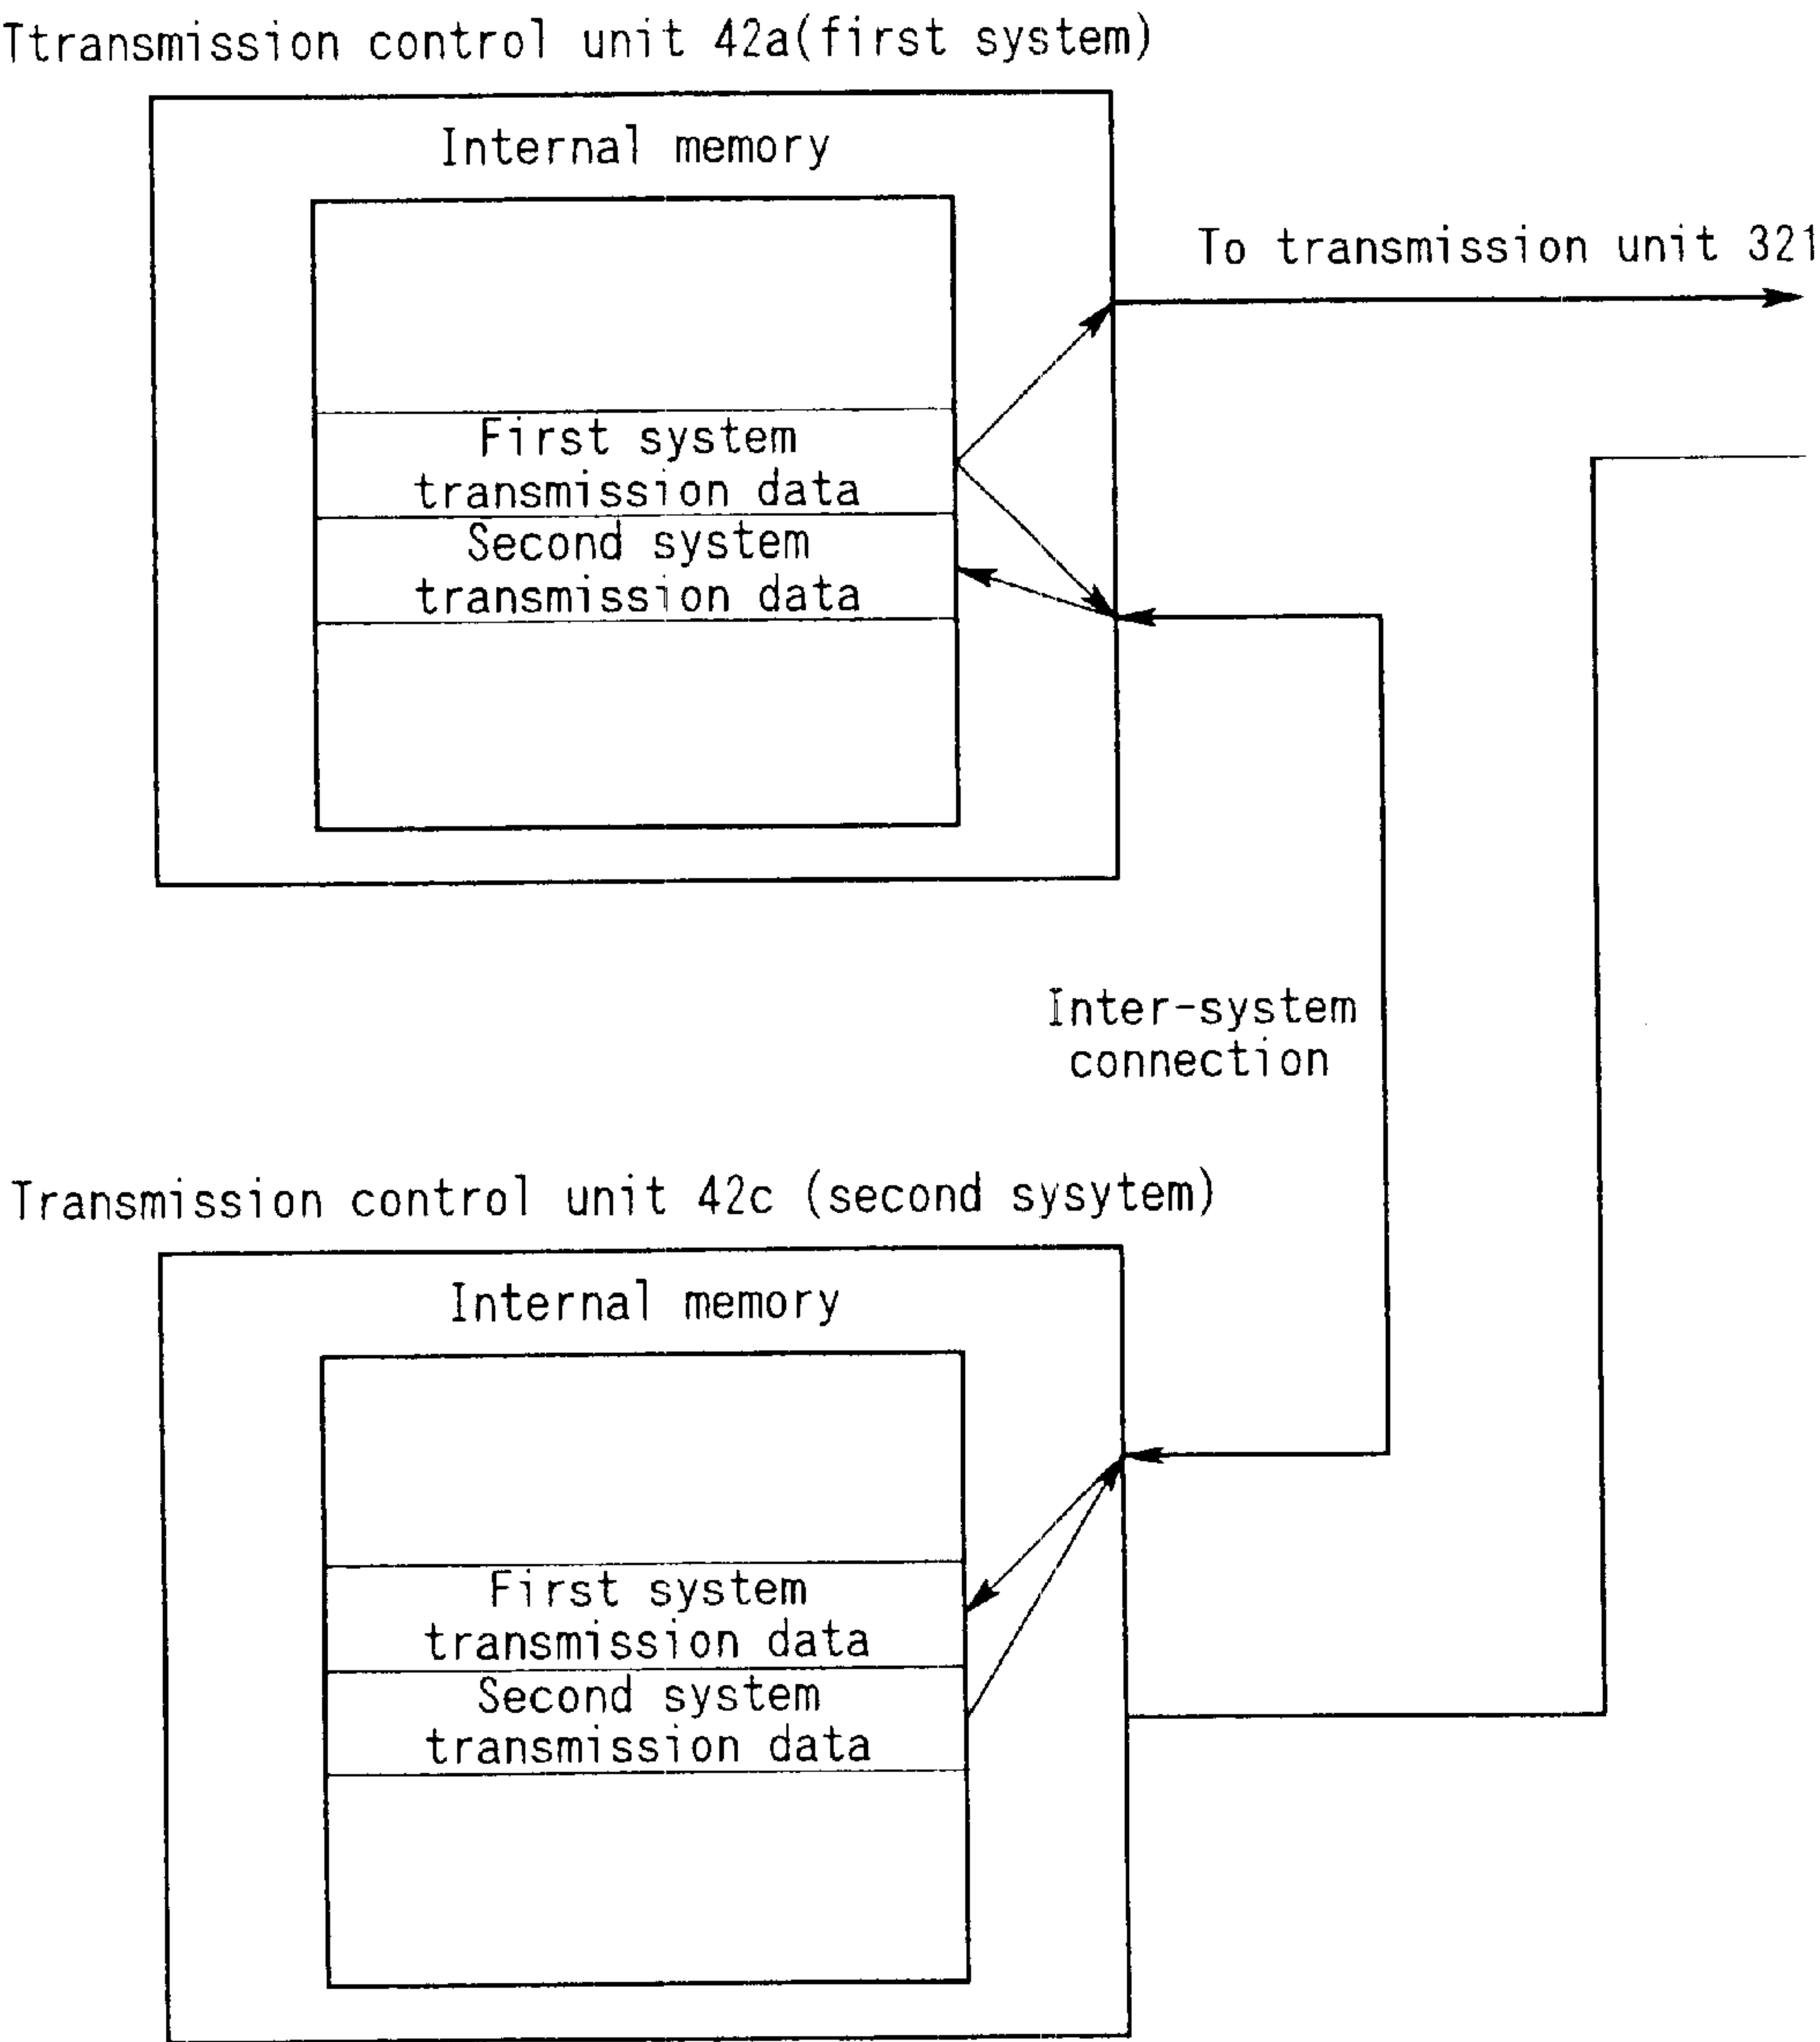 Ttransmission control unit 42a(first system)
Internal memory
To transmission unit 321
First system
transmission data
Second system
transmission data
Inter-system
connection
Transmission control unit 42c (second sysytem)
Internal memory
First system
transmission data
Second system
transmission data